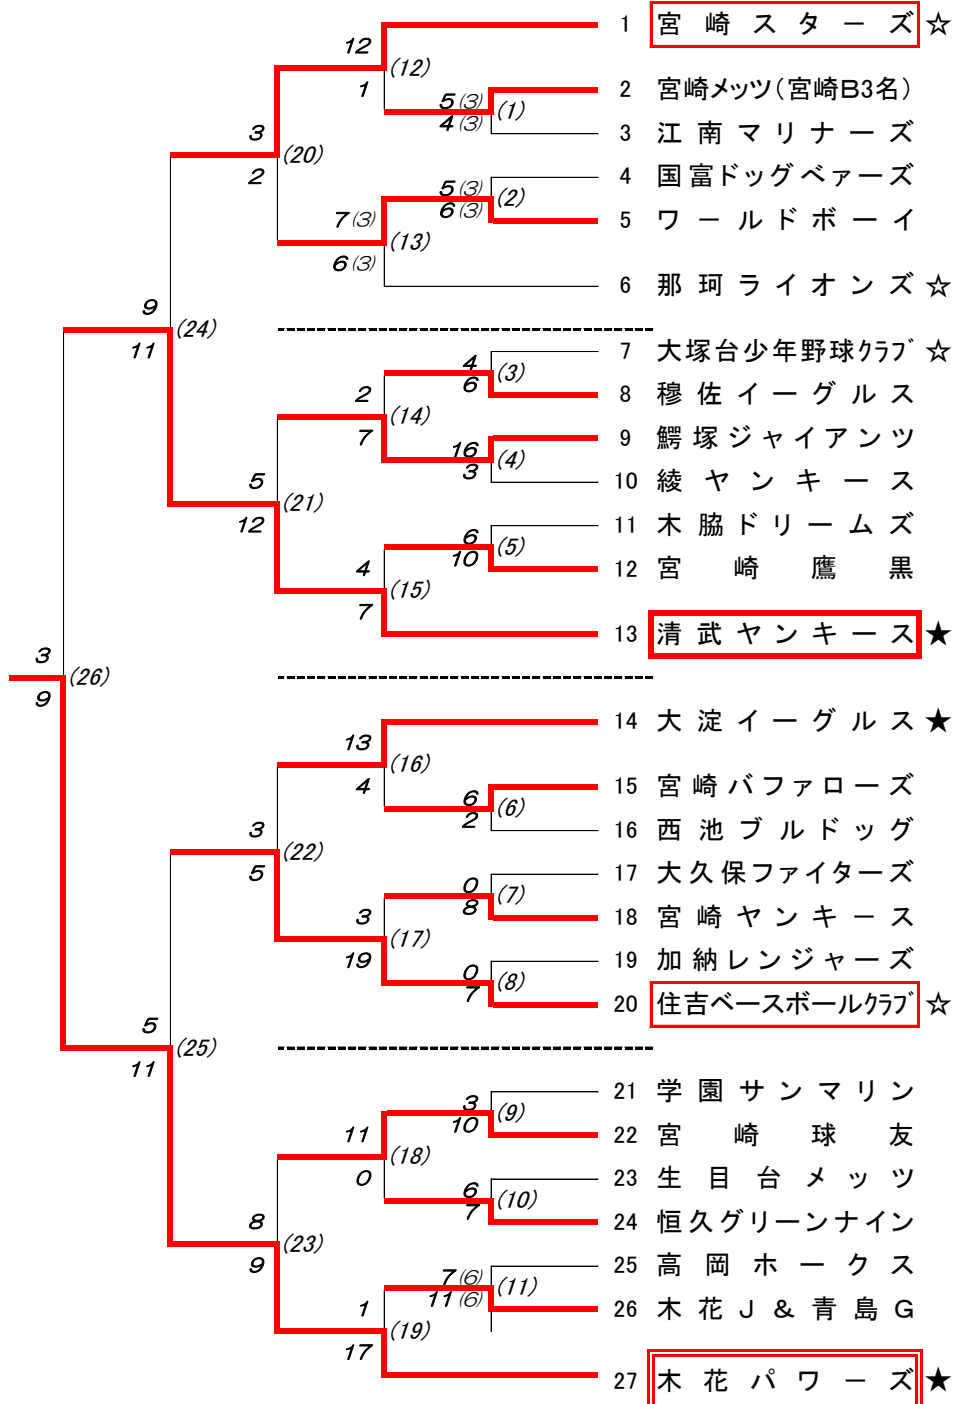 1 宮崎スターズ ☆
12
(12)
1
2 宮崎メッツ(宮崎B3名)
5(3)
(1)
4(3)
3 江南マリナーズ
3
(20)
2
4 国富ドッグベァーズ
5(3)
(2)
6(3)
5 ワールドボーイ
7(3)
(13)
6(3)
6 那珂ライオンズ ☆
9
(24)
11
7 大塚台少年野球クラブ ☆
4
(3)
6
8 穆佐イーグルス
2
(14)
7
9 鰐塚ジャイアンツ
16
(4)
3
10 綾ヤンキース
5
(21)
12
11 木脇ドリームズ
6
(5)
10
12 宮崎鷹黒
4
(15)
7
13 清武ヤンキース ★
3
(26)
9
14 大淀イーグルス ★
13
(16)
4
15 宮崎バファローズ
6
(6)
2
16 西池ブルドッグ
3
(22)
5
17 大久保ファイターズ
0
(7)
8
18 宮崎ヤンキース
3
(17)
19
19 加納レンジャーズ
0
(8)
7
20 住吉ベースボールクラブ ☆
5
(25)
11
21 学園サンマリン
3
(9)
10
22 宮崎球友
11
(18)
0
23 生目台メッツ
6
(10)
7
24 恒久グリーンナイン
8
(23)
9
25 高岡ホークス
7(6)
(11)
11(6)
26 木花J&青島G
1
(19)
17
27 木花パワーズ ★